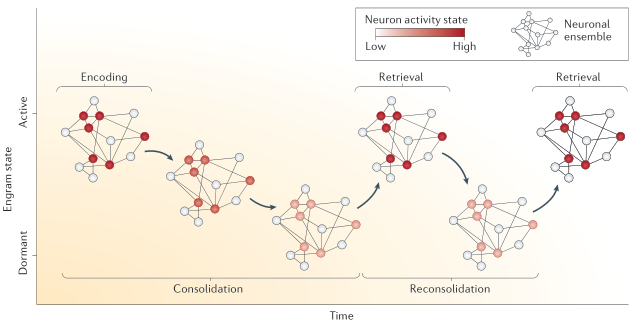 Neuron activity state
Low
High
Neuronal
ensemble
Encoding
Retrieval
Retrieval
Active
Engram state
Dormant
Consolidation
Reconsolidation
Time